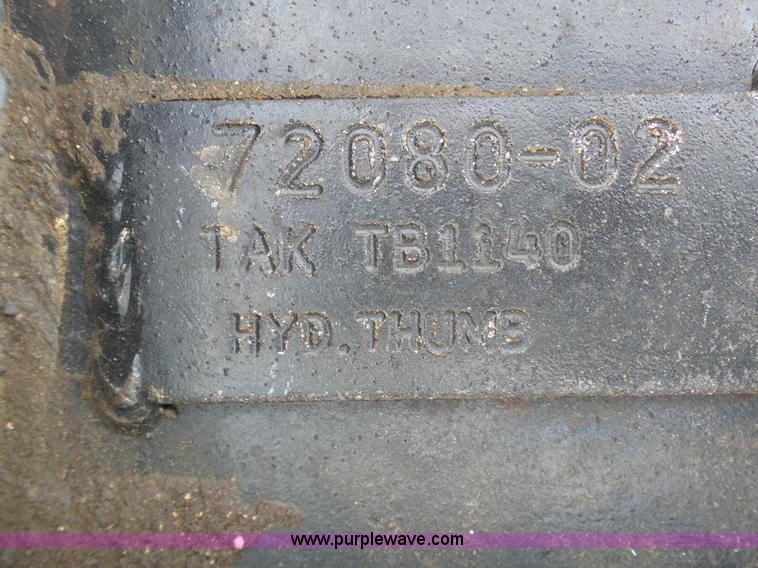 72080-02
TAK TB1140
HYD. THUMB
www.purplewave.com